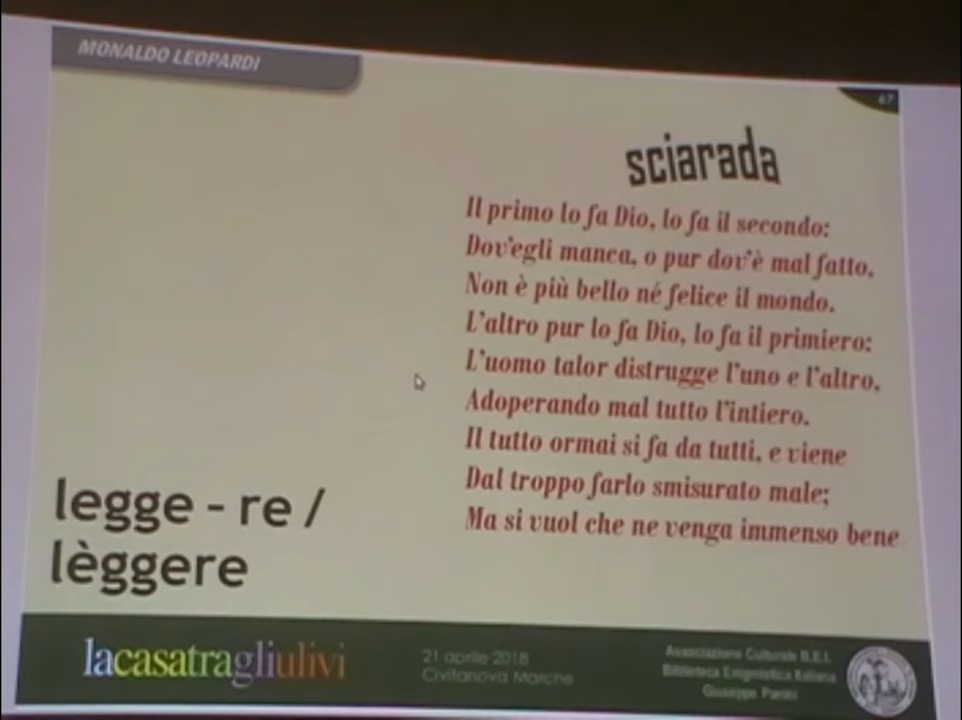 MONALDO LEOPARDI
67
sciarada
Il primo lo fa Dio, lo fa il secondo:
Dov'egli manca, o pur dov'è mal fatto,
Non è più bello né felice il mondo.
L'altro pur lo fa Dio, lo fa il primiero:
L'uomo talor distrugge l'uno e l'altro,
Adoperando mal tutto l'intiero.
Il tutto ormai si fa da tutti, e viene
Dal troppo farlo smisurato male;
Ma si vuol che ne venga immenso bene
legge - re /
lèggere
lacasatragliulivi
21 aprile 2018
Civitanova Marche
Associazione Culturale B.E.I.
Biblioteca Enigmistica Italiana
Giuseppe Panini